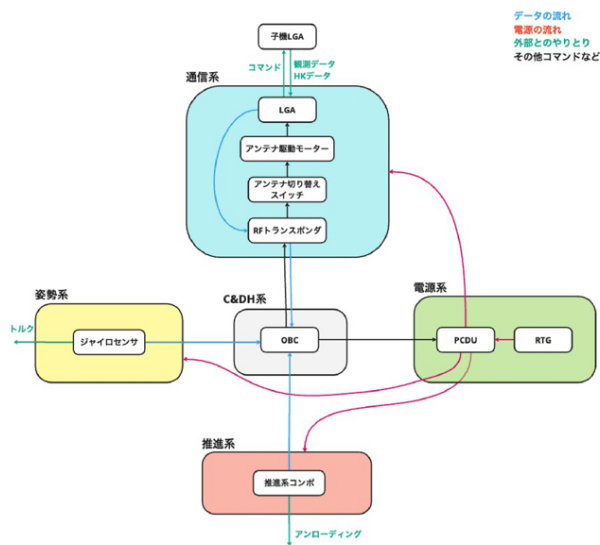 データの流れ
電源の流れ
外部とのやりとり
その他コマンドなど
子機LGA
コマンド
観測データ
HKデータ
通信系
LGA
アンテナ駆動モーター
アンテナ切り替え
スイッチ
RFトランスポンダ
姿勢系
トルク
ジャイロセンサ
C&DH系
OBC
電源系
PCDU
RTG
推進系
推進系コンポ
アンローディング